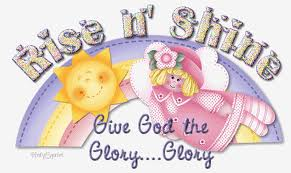 Rise n' Shine
Give God the
Glory....Glory